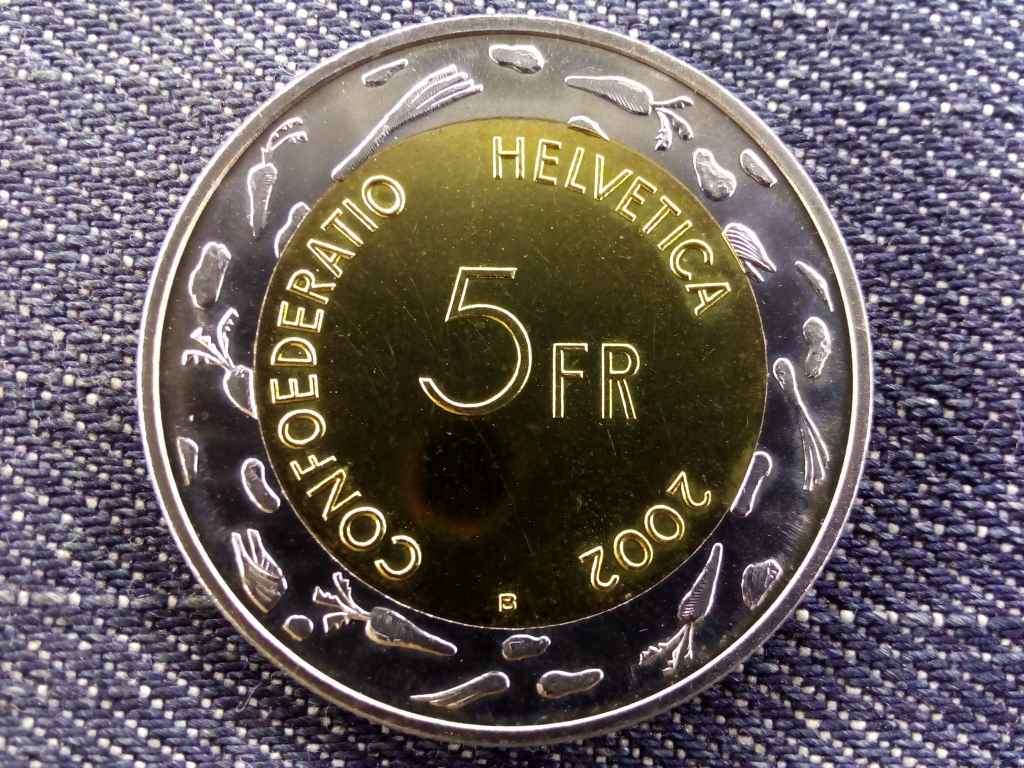 CONFOEDERATIO HELVETICA
5 FR
2002
B